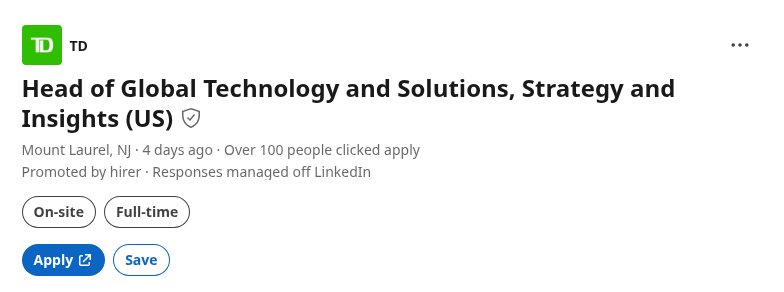 TD
TD
Head of Global Technology and Solutions, Strategy and
Insights (US)
Mount Laurel, NJ · 4 days ago · Over 100 people clicked apply
Promoted by hirer · Responses managed off LinkedIn
On-site
Full-time
Apply
Save